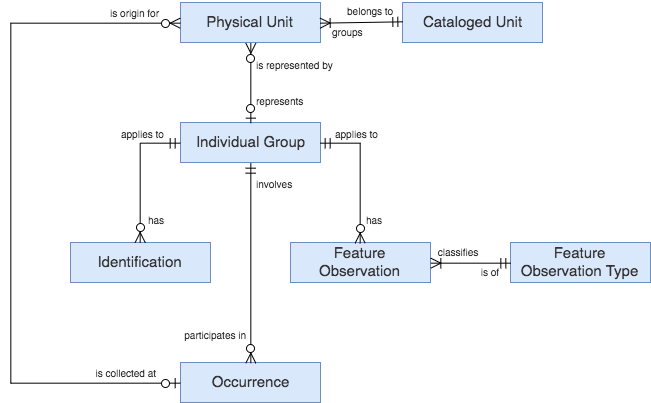 is origin for
Physical Unit
belongs to
groups
Cataloged Unit
is represented by
represents
applies to
Individual Group
applies to
involves
has
has
Identification
Feature
Observation
classifies
is of
Feature
Observation Type
participates in
is collected at
Occurrence